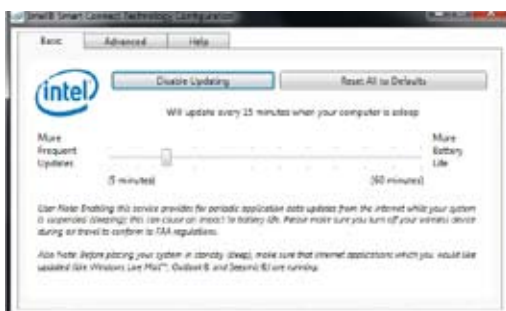 Intel® Smart Connect Technology Configuration
Basic Advanced Help
intel
Disable Updating Reset All to Defaults
Will update every 15 minutes when your computer is asleep
More Frequent Updates
More Battery Life
(5 minutes) (60 minutes)
User Note: Enabling this service provides for periodic application data updates from the internet while your system
is suspended (sleeping); this can cause an impact to battery life. Please make sure you turn off your wireless device
during air travel to conform to FAA regulations.
Also Note: Before placing your system in standby (sleep), make sure that internet applications which you would like
updated (like Windows Live Mail™, Outlook® and Seesmic®) are running.